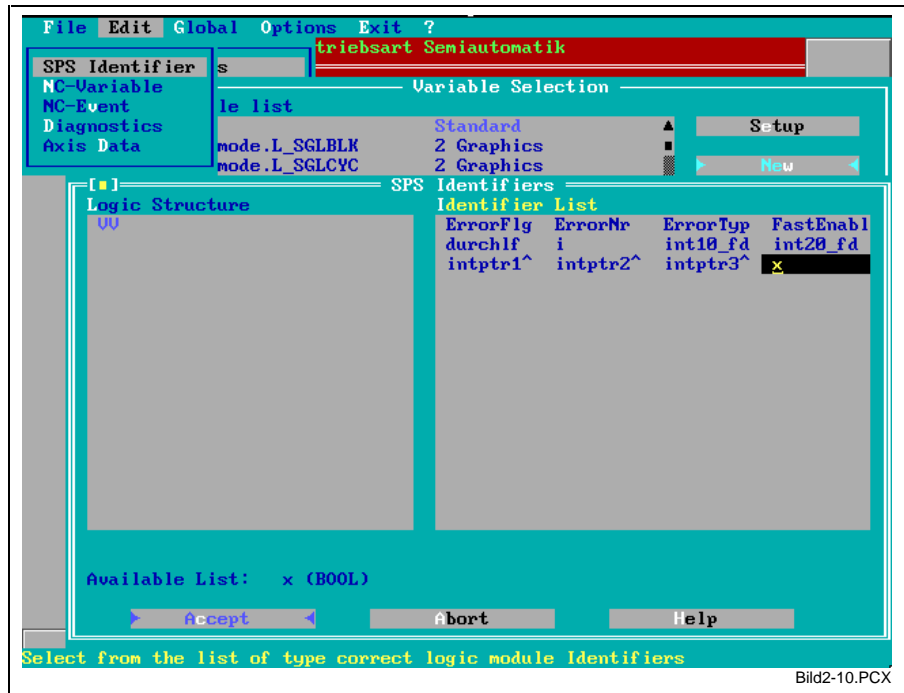 File Edit Global Options Exit ?
triebsart Semiautomatik
SPS Identifier s
NC-Variable Variable Selection
NC-Event le list
Diagnostics Standard ▲ Setup
Axis Data mode.L_SGLBLK 2 Graphics
mode.L_SGLCYC 2 Graphics New
SPS Identifiers
Logic Structure Identifier List
VV ErrorFlg ErrorNr ErrorTyp FastEnabl
durchlf i int10_fd int20_fd
intptr1^ intptr2^ intptr3^ x
Available List: x (BOOL)
Accept Abort Help
Select from the list of type correct logic module Identifiers
Bild2-10.PCX